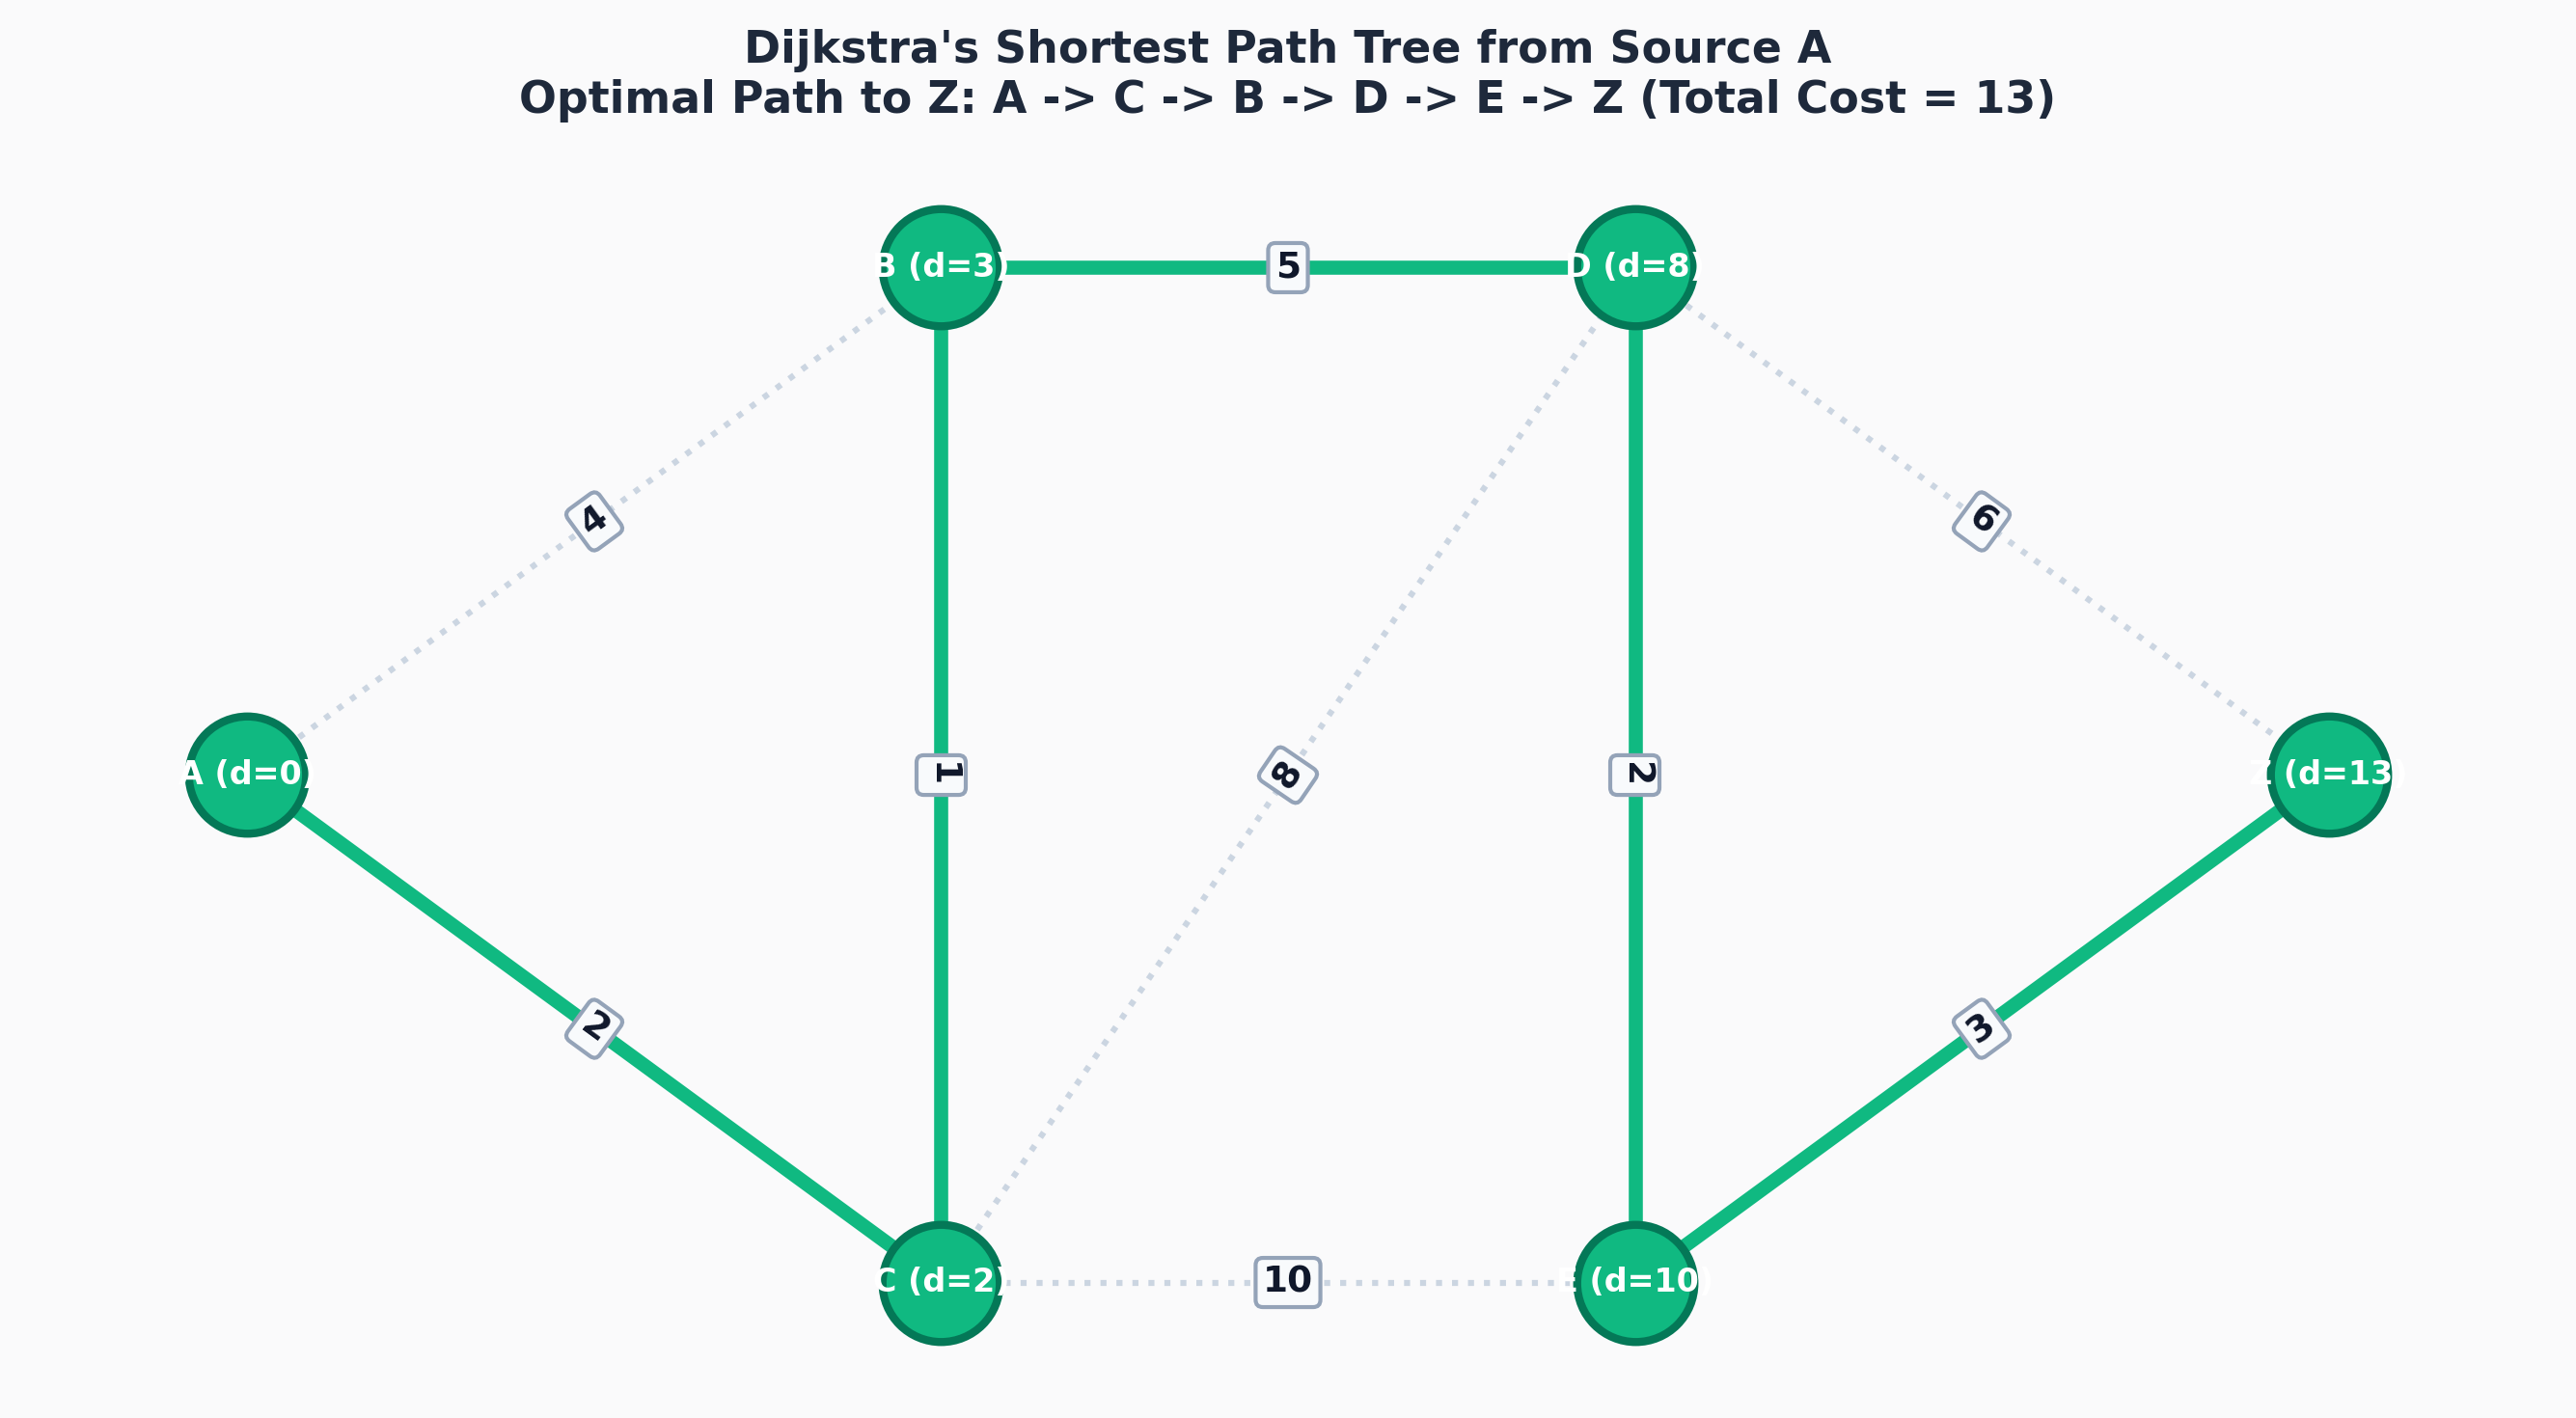 Dijkstra's Shortest Path Tree from Source A
Optimal Path to Z: A -> C -> B -> D -> E -> Z (Total Cost = 13)
B (d=3)
5
D (d=8)
4
6
A (d=0)
1
8
2
Z (d=13)
2
3
C (d=2)
10
E (d=10)